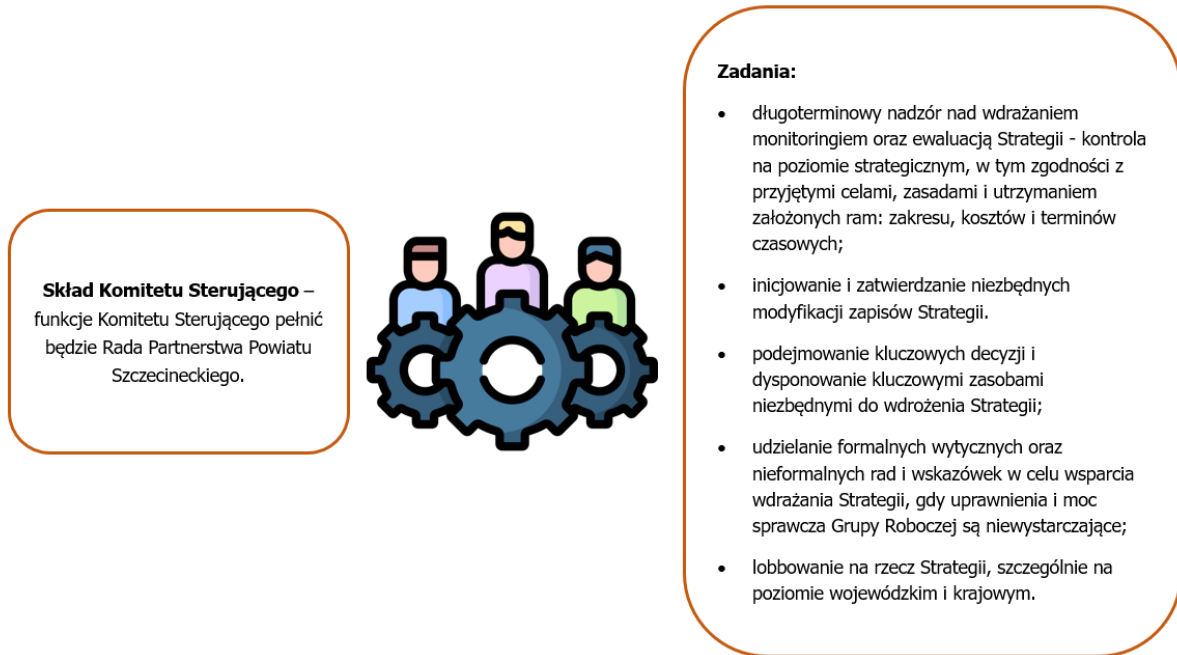 Skład Komitetu Sterującego –
funkcje Komitetu Sterującego pełnić
będzie Rada Partnerstwa Powiatu
Szczecineckiego.
Zadania:
• długoterminowy nadzór nad wdrażaniem
monitoringiem oraz ewaluacją Strategii - kontrola
na poziomie strategicznym, w tym zgodności z
przyjętymi celami, zasadami i utrzymaniem
założonych ram: zakresu, kosztów i terminów
czasowych;
• inicjowanie i zatwierdzanie niezbędnych
modyfikacji zapisów Strategii.
• podejmowanie kluczowych decyzji i
dysponowanie kluczowymi zasobami
niezbędnymi do wdrożenia Strategii;
• udzielanie formalnych wytycznych oraz
nieformalnych rad i wskazówek w celu wsparcia
wdrażania Strategii, gdy uprawnienia i moc
sprawcza Grupy Roboczej są niewystarczające;
• lobbowanie na rzecz Strategii, szczególnie na
poziomie wojewódzkim i krajowym.